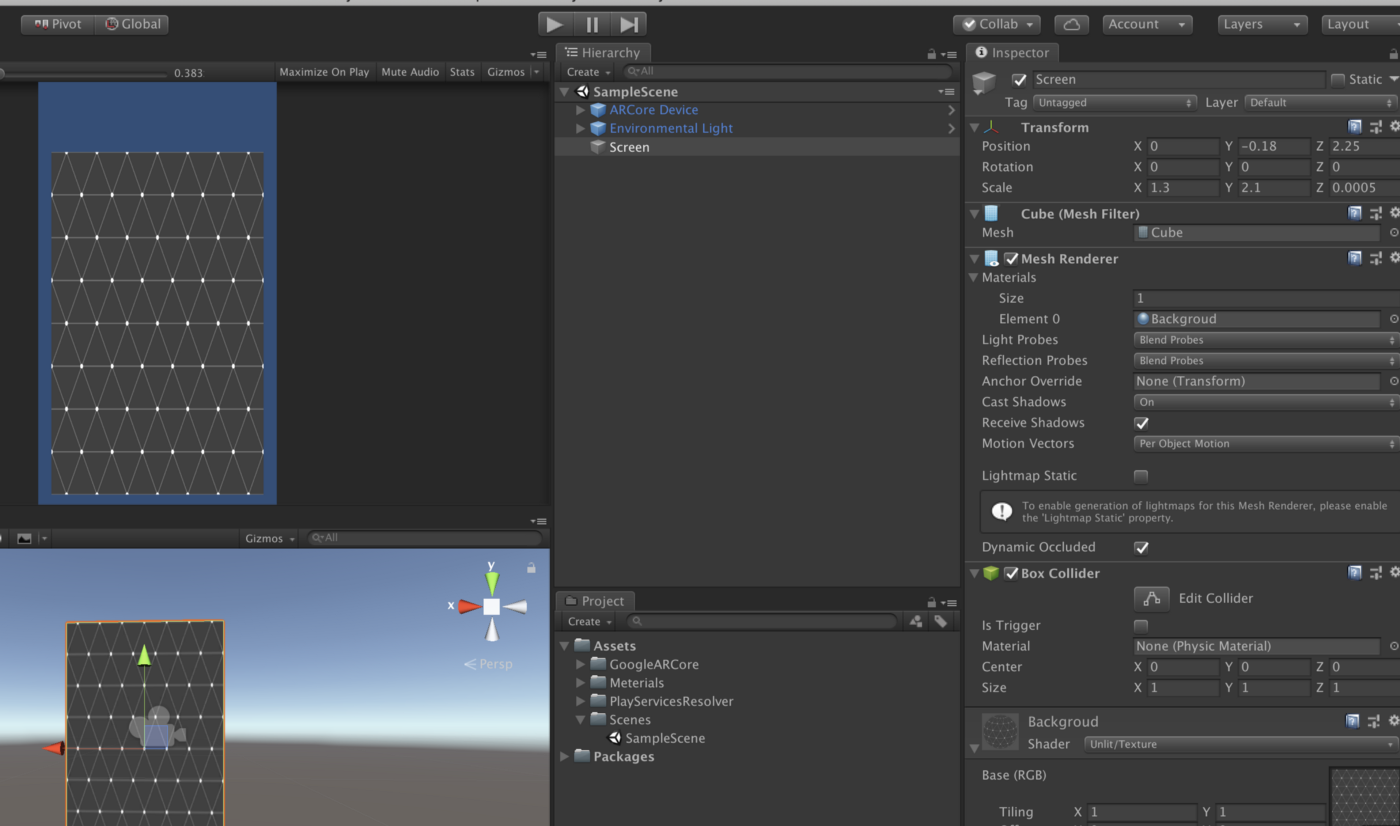 Pivot Global Collab Account Layers Layout
0.383 Maximize On Play Mute Audio Stats Gizmos
Hierarchy
Create All
SampleScene
ARCore Device
Environmental Light
Screen
Gizmos All
y
x
Persp
Project
Create
Assets
GoogleARCore
Meterials
PlayServicesResolver
Scenes
SampleScene
Packages
Inspector
Screen Static
Tag Untagged Layer Default
Transform
Position X 0 Y -0.18 Z 2.25
Rotation X 0 Y 0 Z 0
Scale X 1.3 Y 2.1 Z 0.0005
Cube (Mesh Filter)
Mesh Cube
Mesh Renderer
Materials
Size 1
Element 0 Backgroud
Light Probes Blend Probes
Reflection Probes Blend Probes
Anchor Override None (Transform)
Cast Shadows On
Receive Shadows
Motion Vectors Per Object Motion
Lightmap Static
To enable generation of lightmaps for this Mesh Renderer, please enable
the 'Lightmap Static' property.
Dynamic Occluded
Box Collider
Edit Collider
Is Trigger
Material None (Physic Material)
Center X 0 Y 0 Z 0
Size X 1 Y 1 Z 1
Backgroud
Shader Unlit/Texture
Base (RGB)
Tiling X 1 Y 1